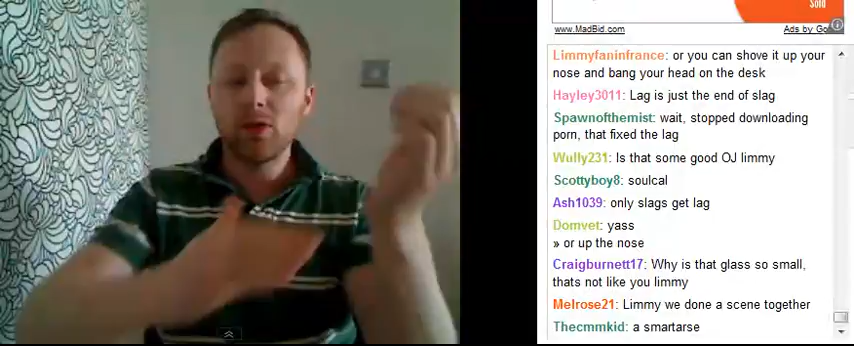 Sold
www.MadBid.com
Ads by Go
Limmyfaninfrance: or you can shove it up your
nose and bang your head on the desk
Hayley3011: Lag is just the end of slag
Spawnofthemist: wait, stopped downloading
porn, that fixed the lag
Wully231: Is that some good OJ limmy
Scottyboy8: soulcal
Ash1039: only slags get lag
Domvet: yass
» or up the nose
Craigburnett17: Why is that glass so small,
thats not like you limmy
Melrose21: Limmy we done a scene together
Thecmmkid: a smartarse